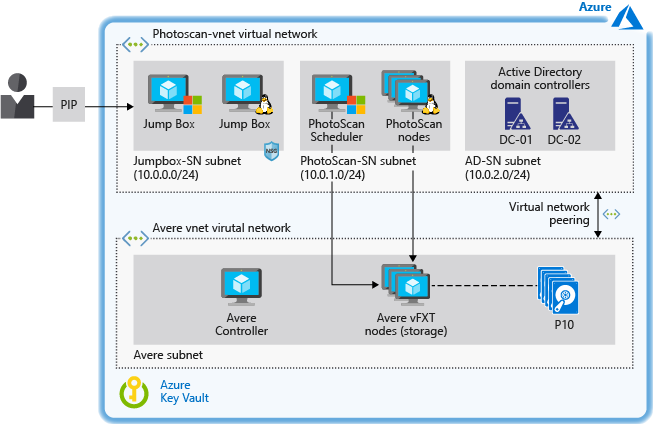 Azure
Photoscan-vnet virtual network
PIP
Jump Box
Jump Box
NSG
Jumpbox-SN subnet
(10.0.0.0/24)
PhotoScan
Scheduler
PhotoScan
nodes
PhotoScan-SN subnet
(10.0.1.0/24)
Active Directory
domain controllers
DC-01
DC-02
AD-SN subnet
(10.0.2.0/24)
Virtual network
peering
Avere vnet virutal network
Avere
Controller
Avere vFXT
nodes (storage)
P10
Avere subnet
Azure
Key Vault